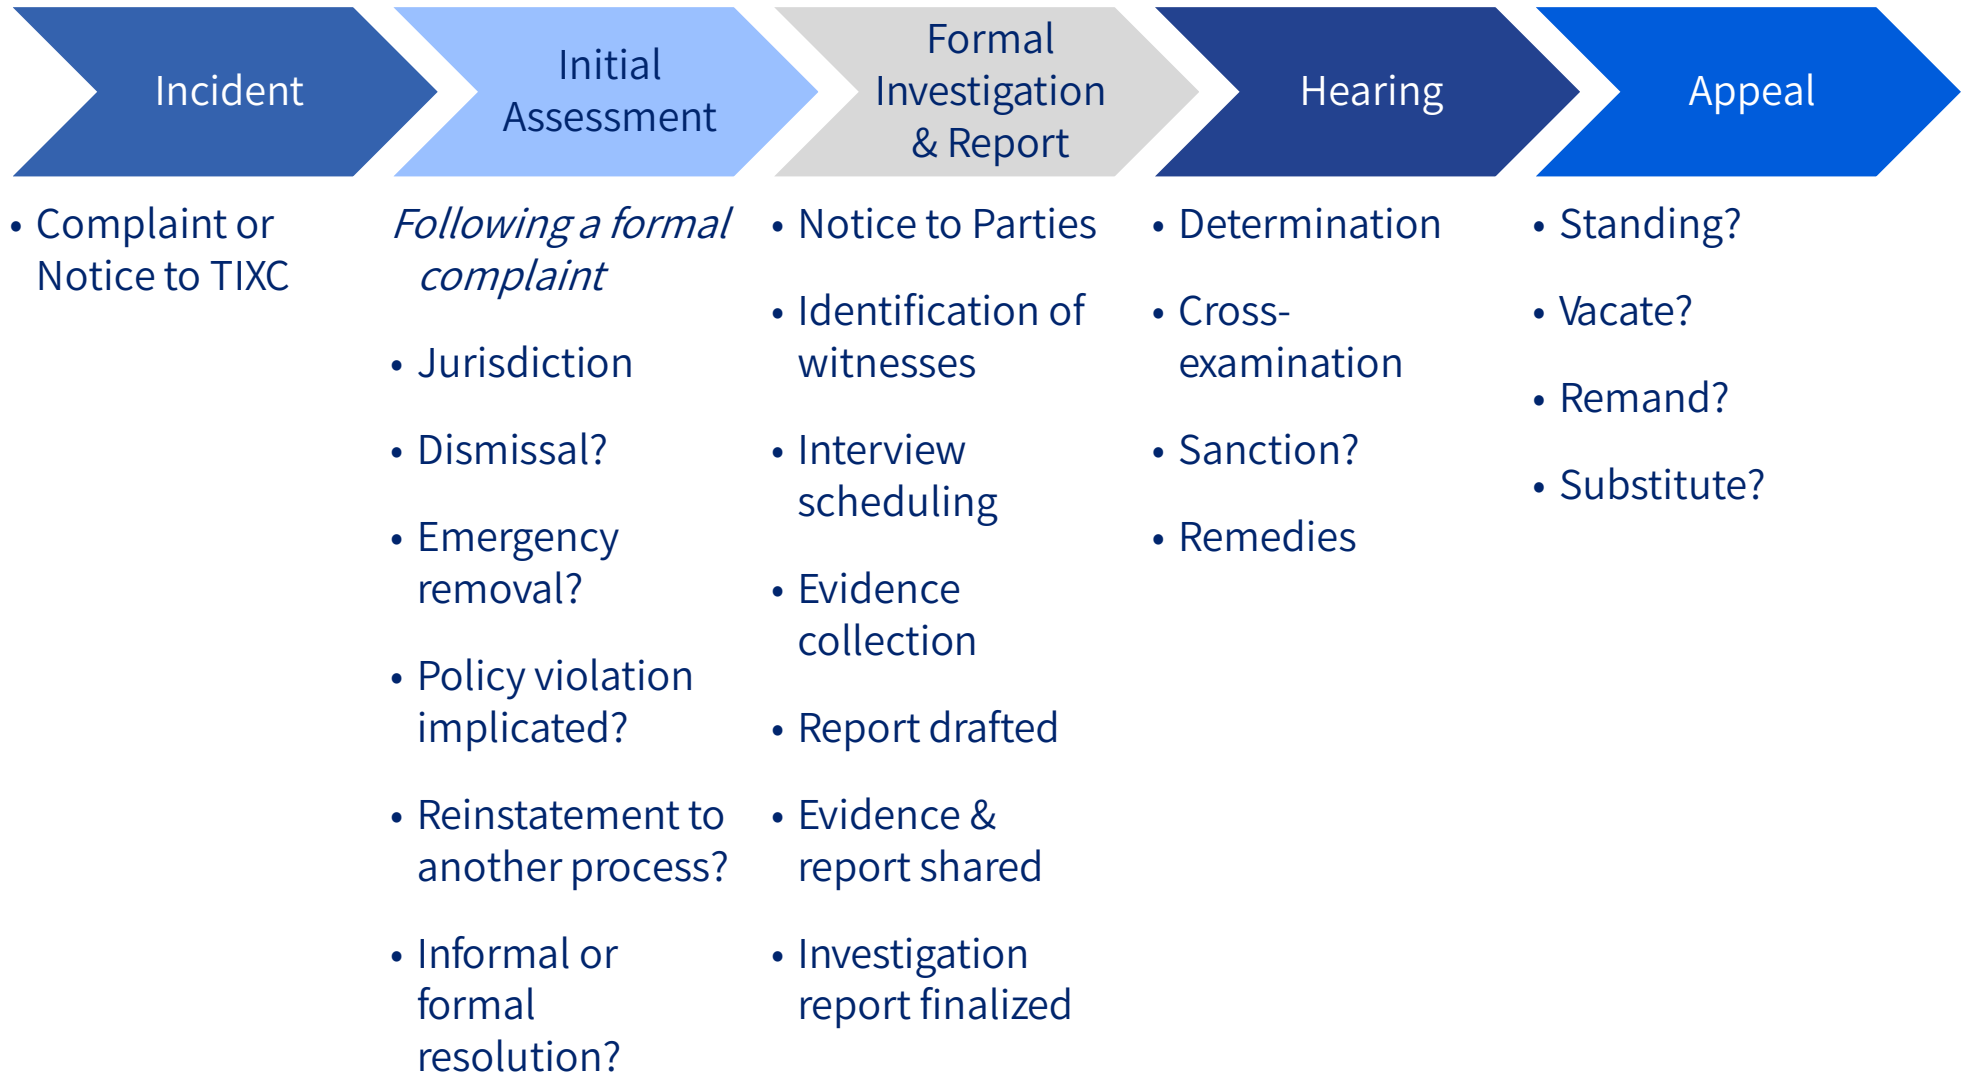 Incident
Initial
Assessment
Formal
Investigation
& Report
Hearing
Appeal
• Complaint or
Notice to TIXC
Following a formal
complaint
• Jurisdiction
• Dismissal?
• Emergency
removal?
• Policy violation
implicated?
• Reinstatement to
another process?
• Informal or
formal
resolution?
• Notice to Parties
• Identification of
witnesses
• Interview
scheduling
• Evidence
collection
• Report drafted
• Evidence &
report shared
• Investigation
report finalized
• Determination
• Cross-
examination
• Sanction?
• Remedies
• Standing?
• Vacate?
• Remand?
• Substitute?